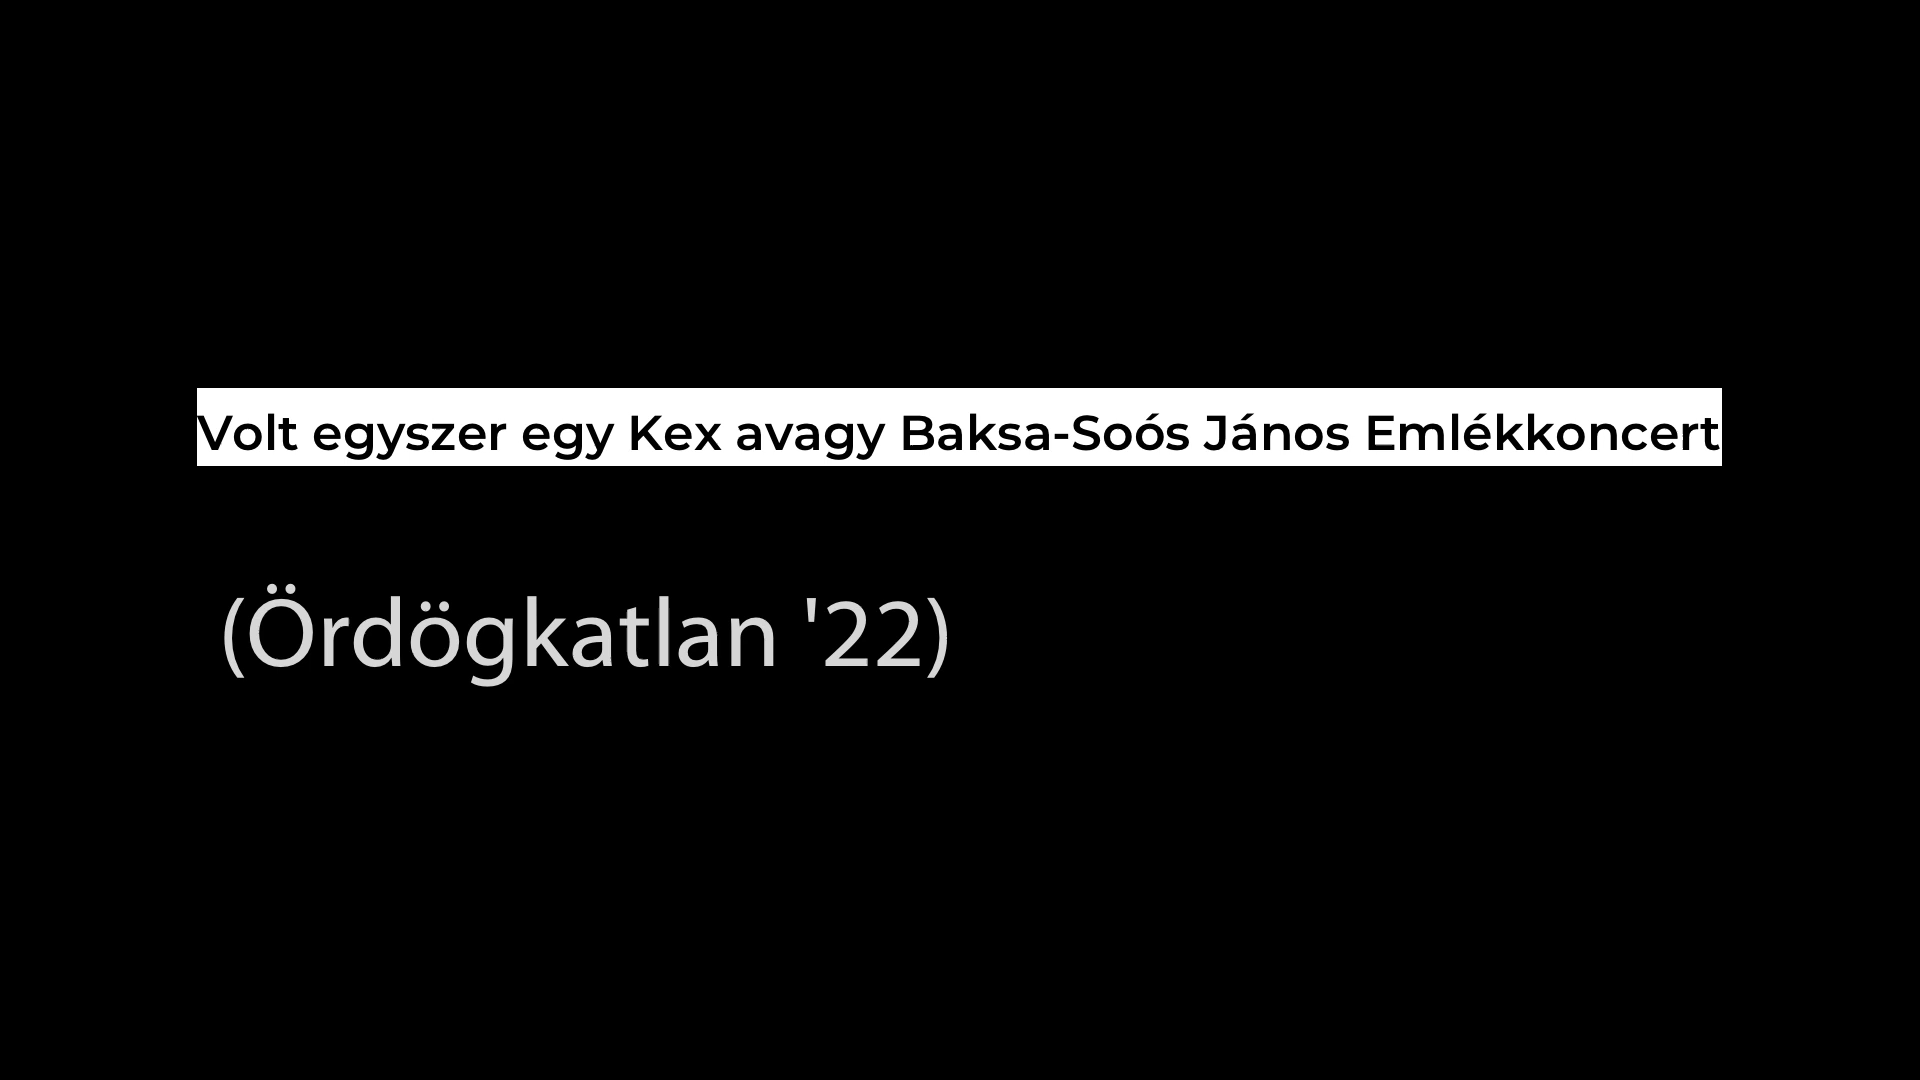 Volt egyszer egy Kex avagy Baksa-Soós János Emlékkoncert
(Ördögkatlan '22)